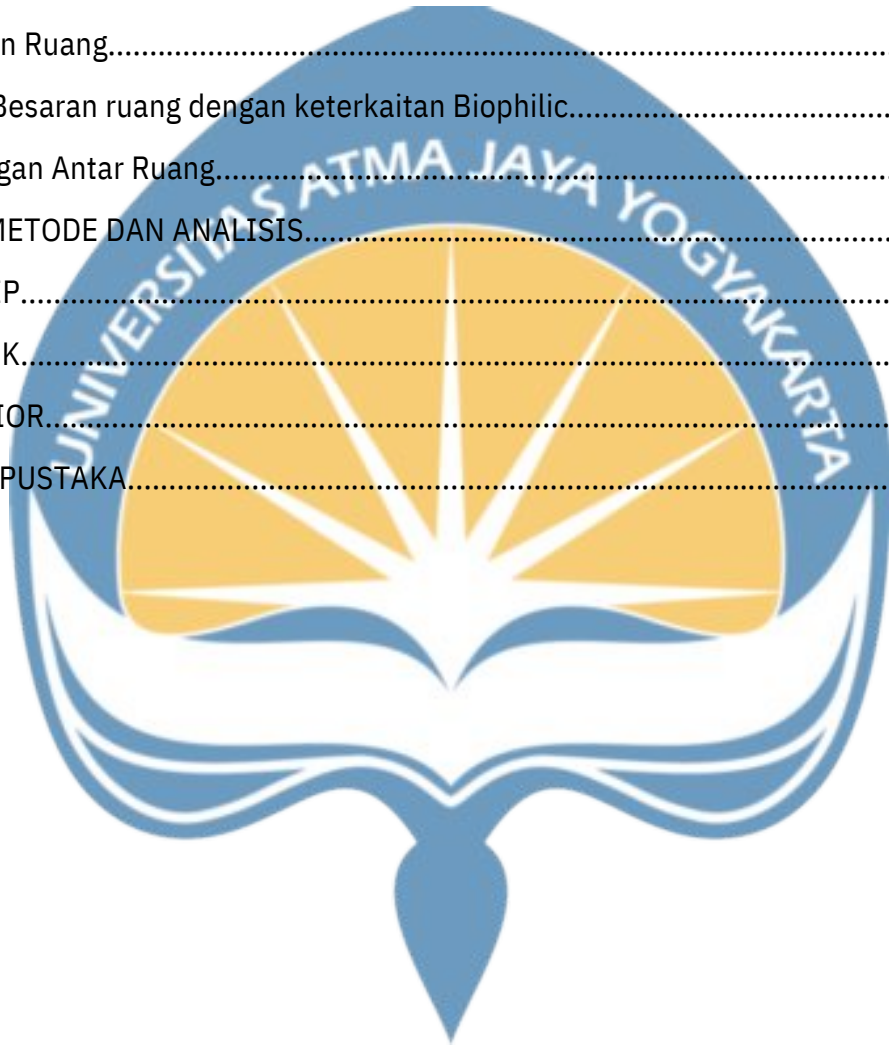 n Ruang
Besaran ruang dengan keterkaitan Biophilic
gan Antar Ruang
METODE DAN ANALISIS
P
K
IOR
PUSTAKA
UNIVERSITAS ATMA JAYA YOGYAKARTA